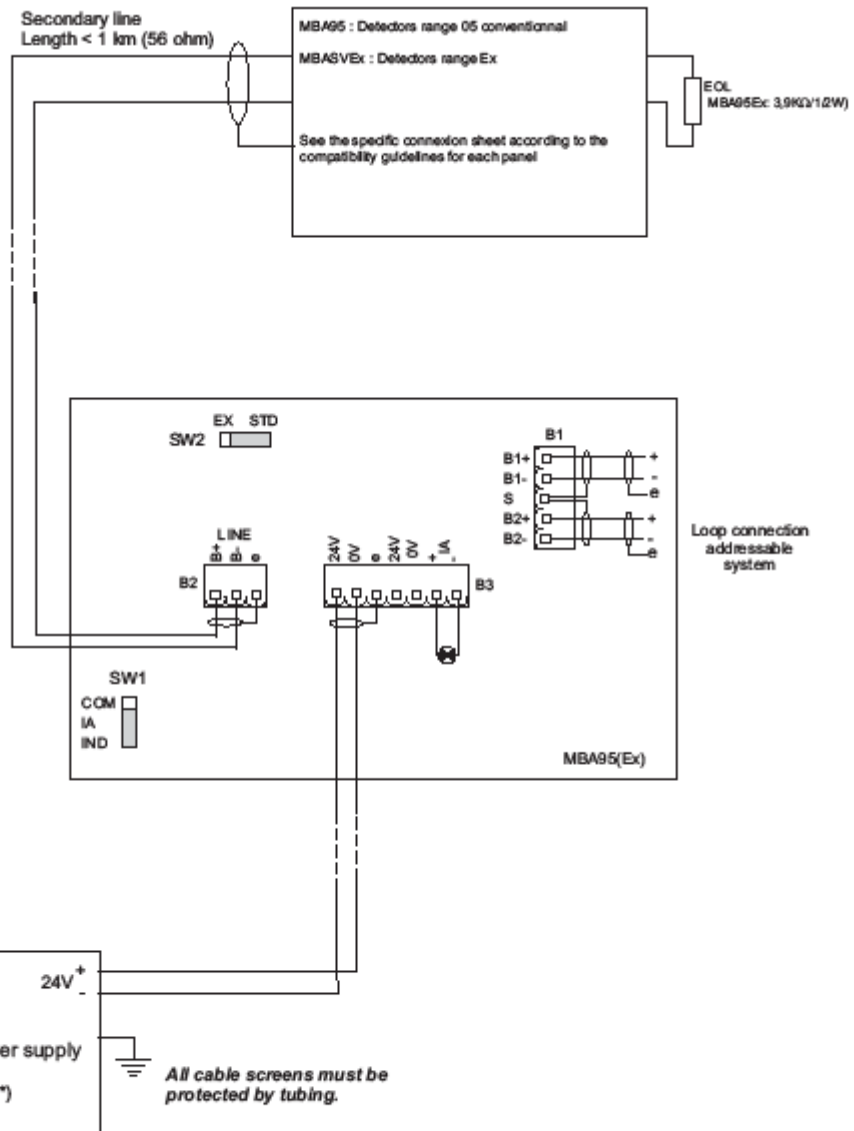 Secondary line
Length < 1 km (56 ohm)
MBA95 : Detectors range 05 conventionnal
MBASVEx : Detectors range Ex
See the specific connexion sheet according to the
compatibility guidelines for each panel
EOL
MBA95Ex: 3,9KΩ/1/2W)
EX STD
SW2
B1
B1+
B1-
S
B2+
B2-
+
-
e
+
-
e
Loop connection
addressable
system
LINE
B+ B- e
B2
24V 0V e 24V 0V + IA -
B3
SW1
COM
IA
IND
MBA95(Ex)
24V + -
er supply
*)
All cable screens must be
protected by tubing.